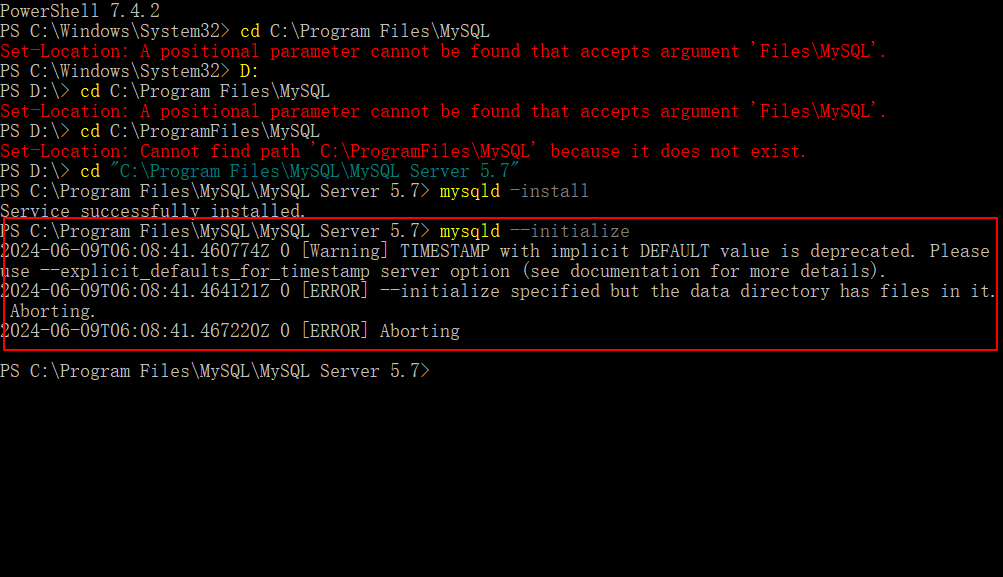 PowerShell 7.4.2
PS C:\Windows\System32> cd C:\Program Files\MySQL
Set-Location: A positional parameter cannot be found that accepts argument 'Files\MySQL'.
PS C:\Windows\System32> D:
PS D:\> cd C:\Program Files\MySQL
Set-Location: A positional parameter cannot be found that accepts argument 'Files\MySQL'.
PS D:\> cd C:\ProgramFiles\MySQL
Set-Location: Cannot find path 'C:\ProgramFiles\MySQL' because it does not exist.
PS D:\> cd "C:\Program Files\MySQL\MySQL Server 5.7"
PS C:\Program Files\MySQL\MySQL Server 5.7> mysqld -install
Service successfully installed.
PS C:\Program Files\MySQL\MySQL Server 5.7> mysqld --initialize
2024-06-09T06:08:41.460774Z 0 [Warning] TIMESTAMP with implicit DEFAULT value is deprecated. Please
use --explicit_defaults_for_timestamp server option (see documentation for more details).
2024-06-09T06:08:41.464121Z 0 [ERROR] --initialize specified but the data directory has files in it.
Aborting.
2024-06-09T06:08:41.467220Z 0 [ERROR] Aborting
PS C:\Program Files\MySQL\MySQL Server 5.7>